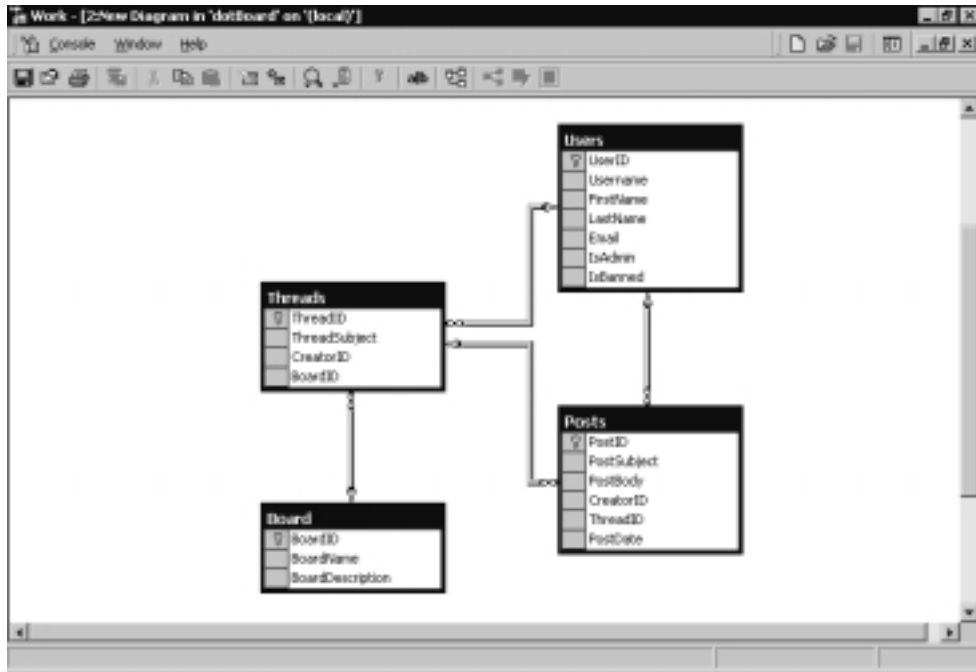 Work - [2:New Diagram in 'dotBoard' on '(local)']
Console Window Help
Users
UserID
Username
FirstName
LastName
Email
IsAdmin
IsBanned
Threads
ThreadID
ThreadSubject
CreatorID
BoardID
Posts
PostID
PostSubject
PostBody
CreatorID
ThreadID
PostDate
Board
BoardID
BoardName
BoardDescription